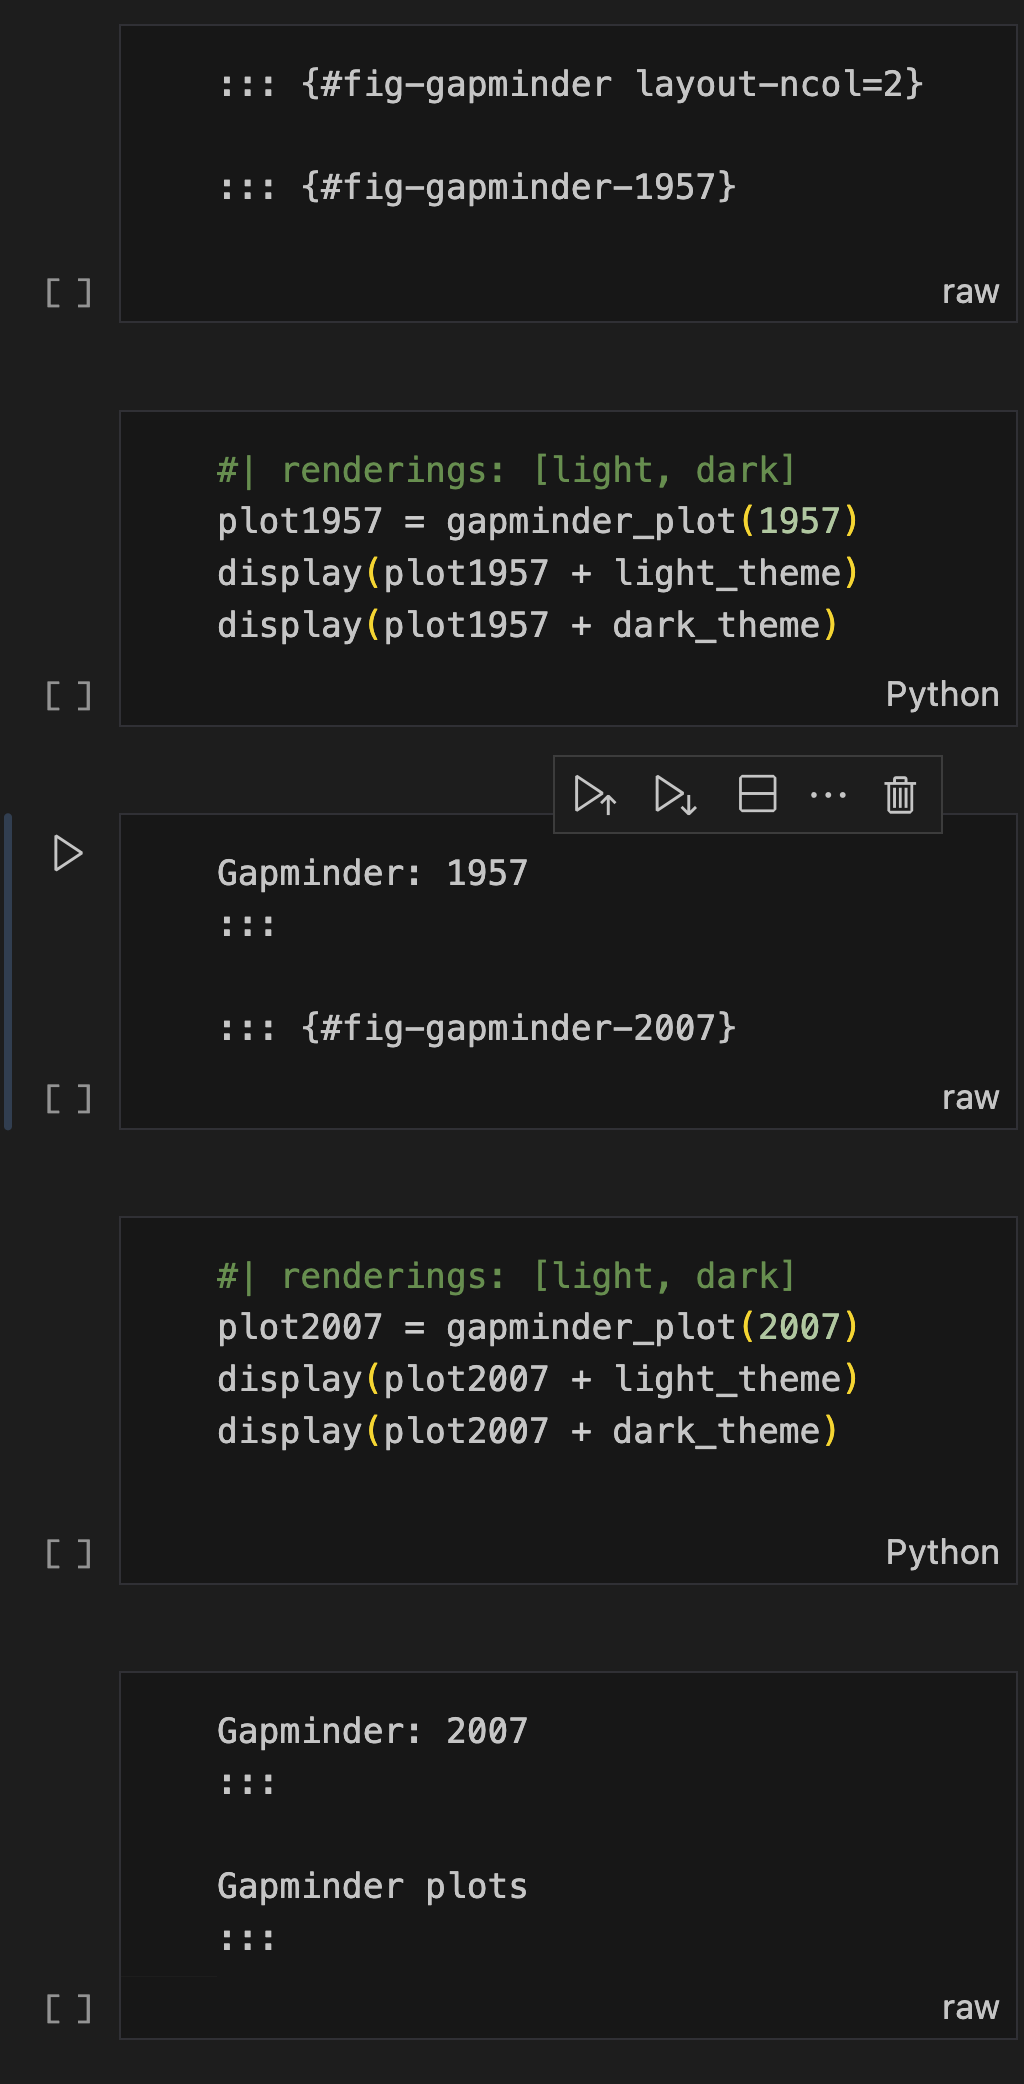 ::: {#fig-gapminder layout-ncol=2}
::: {#fig-gapminder-1957}
[ ]
raw
#| renderings: [light, dark]
plot1957 = gapminder_plot(1957)
display(plot1957 + light_theme)
display(plot1957 + dark_theme)
[ ]
Python
Gapminder: 1957
:::
::: {#fig-gapminder-2007}
[ ]
raw
#| renderings: [light, dark]
plot2007 = gapminder_plot(2007)
display(plot2007 + light_theme)
display(plot2007 + dark_theme)
[ ]
Python
Gapminder: 2007
:::
Gapminder plots
:::
[ ]
raw